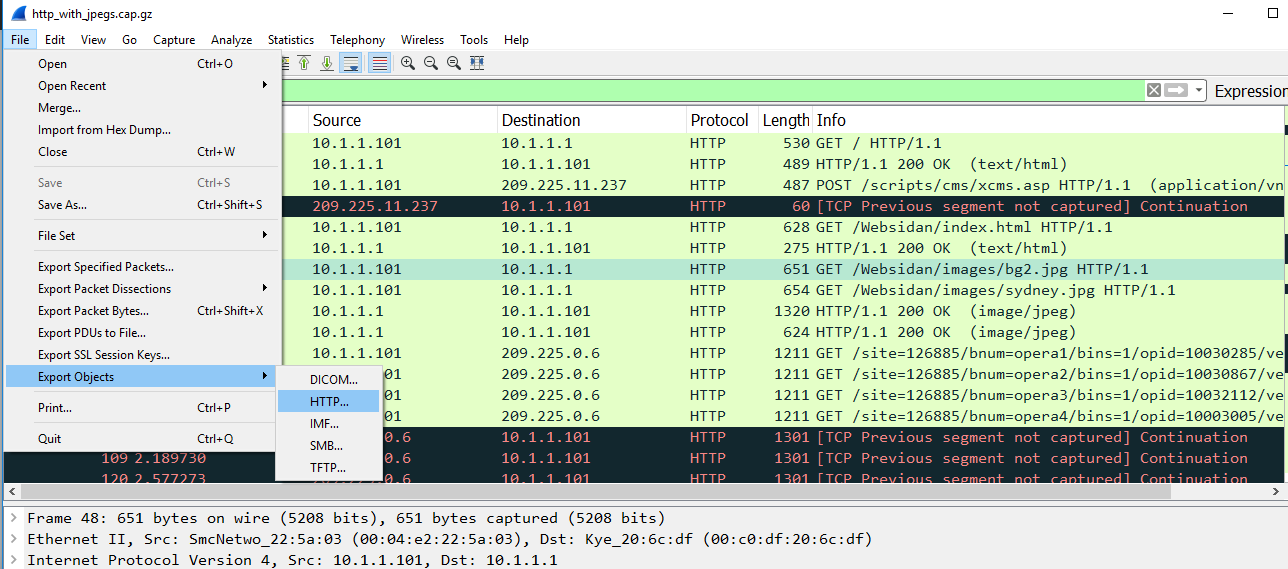 http_with_jpegs.cap.gz
File Edit View Go Capture Analyze Statistics Telephony Wireless Tools Help
Open Ctrl+O
Open Recent
Merge...
Import from Hex Dump...
Close Ctrl+W
Save Ctrl+S
Save As... Ctrl+Shift+S
File Set
Export Specified Packets...
Export Packet Dissections
Export Packet Bytes... Ctrl+Shift+X
Export PDUs to File...
Export SSL Session Keys...
Export Objects
Print... Ctrl+P
Quit Ctrl+Q
DICOM...
HTTP...
IMF...
SMB...
TFTP...
Expression
Source Destination Protocol Length Info
10.1.1.101 10.1.1.1 HTTP 530 GET / HTTP/1.1
10.1.1.1 10.1.1.101 HTTP 489 HTTP/1.1 200 OK (text/html)
10.1.1.101 209.225.11.237 HTTP 487 POST /scripts/cms/xcms.asp HTTP/1.1 (application/vn
209.225.11.237 10.1.1.101 HTTP 60 [TCP Previous segment not captured] Continuation
10.1.1.101 10.1.1.1 HTTP 628 GET /Websidan/index.html HTTP/1.1
10.1.1.1 10.1.1.101 HTTP 275 HTTP/1.1 200 OK (text/html)
10.1.1.101 10.1.1.1 HTTP 651 GET /Websidan/images/bg2.jpg HTTP/1.1
10.1.1.101 10.1.1.1 HTTP 654 GET /Websidan/images/sydney.jpg HTTP/1.1
10.1.1.1 10.1.1.101 HTTP 1320 HTTP/1.1 200 OK (image/jpeg)
10.1.1.1 10.1.1.101 HTTP 624 HTTP/1.1 200 OK (image/jpeg)
10.1.1.101 209.225.0.6 HTTP 1211 GET /site=126885/bnum=opera1/bins=1/opid=10030285/ve
01 209.225.0.6 HTTP 1211 GET /site=126885/bnum=opera2/bins=1/opid=10030867/ve
01 209.225.0.6 HTTP 1211 GET /site=126885/bnum=opera3/bins=1/opid=10032112/ve
01 209.225.0.6 HTTP 1211 GET /site=126885/bnum=opera4/bins=1/opid=10003005/ve
0.6 10.1.1.101 HTTP 1301 [TCP Previous segment not captured] Continuation
109 2.189730 0.6 10.1.1.101 HTTP 1301 [TCP Previous segment not captured] Continuation
120 2.577273 10.1.1.101 HTTP 1301 [TCP Previous segment not captured] Continuation
Frame 48: 651 bytes on wire (5208 bits), 651 bytes captured (5208 bits)
Ethernet II, Src: SmcNetwo_22:5a:03 (00:04:e2:22:5a:03), Dst: Kye_20:6c:df (00:c0:df:20:6c:df)
Internet Protocol Version 4, Src: 10.1.1.101, Dst: 10.1.1.1